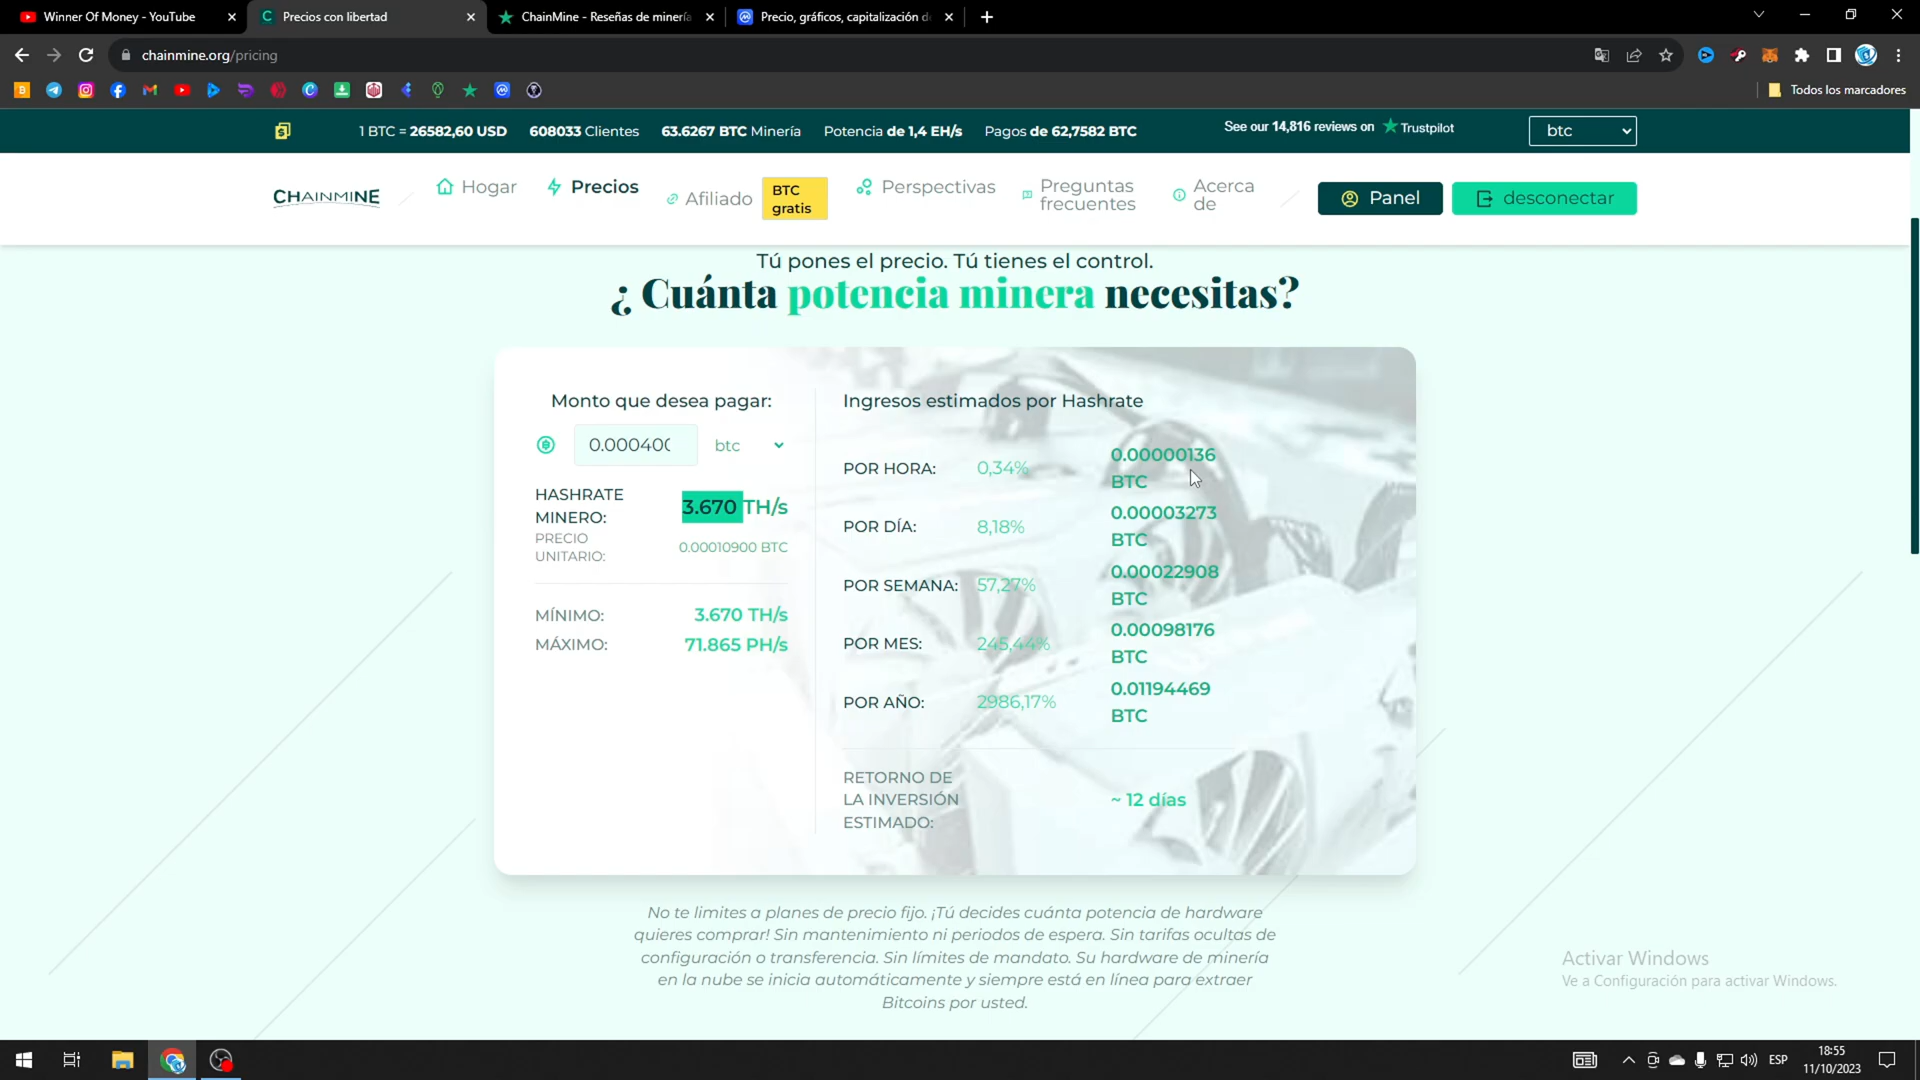 Winner Of Money - YouTube
Precios con libertad
ChainMine - Reseñas de minería
Precio, gráficos, capitalización d
chainmine.org/pricing
Todos los marcadores
1 BTC = 26582,60 USD 608033 Clientes 63.6267 BTC Minería Potencia de 1,4 EH/s Pagos de 62,7582 BTC
See our 14,816 reviews on Trustpilot
btc
CHAINMINE
Hogar
Precios
Afiliado
BTC
gratis
Perspectivas
Preguntas
frecuentes
Acerca
de
Panel
desconectar
Tú pones el precio. Tú tienes el control.
¿ Cuánta potencia minera necesitas?
Monto que desea pagar:
0.000400 btc
HASHRATE
MINERO:
3.670 TH/s
PRECIO
UNITARIO:
0.00010900 BTC
MÍNIMO: 3.670 TH/s
MÁXIMO: 71.865 PH/s
Ingresos estimados por Hashrate
POR HORA: 0,34% 0.00000136
BTC
POR DÍA: 8,18% 0.00003273
BTC
POR SEMANA: 57,27% 0.00022908
BTC
POR MES: 245,44% 0.00098176
BTC
POR AÑO: 2986,17% 0.01194469
BTC
RETORNO DE
LA INVERSIÓN
ESTIMADO:
~ 12 días
No te limites a planes de precio fijo. ¡Tú decides cuánta potencia de hardware
quieres comprar! Sin mantenimiento ni periodos de espera. Sin tarifas ocultas de
configuración o transferencia. Sin límites de mandato. Su hardware de minería
en la nube se inicia automáticamente y siempre está en línea para extraer
Bitcoins por usted.
Activar Windows
Ve a Configuración para activar Windows.
ESP
18:55
11/10/2023